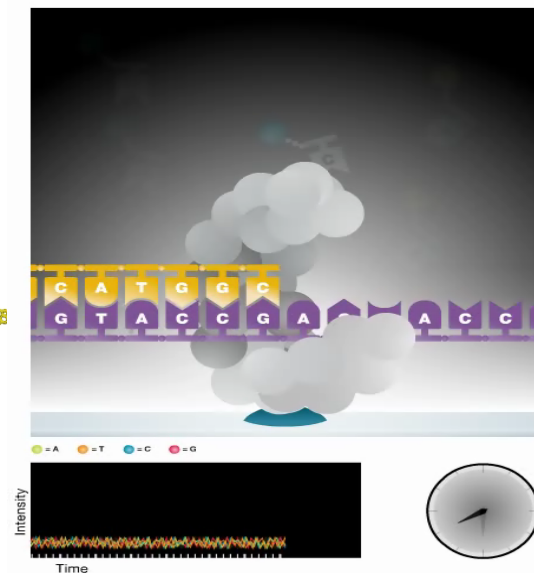 C
C A T G G C
G T A C C G A A C C
= A = T = C = G
Intensity
Time